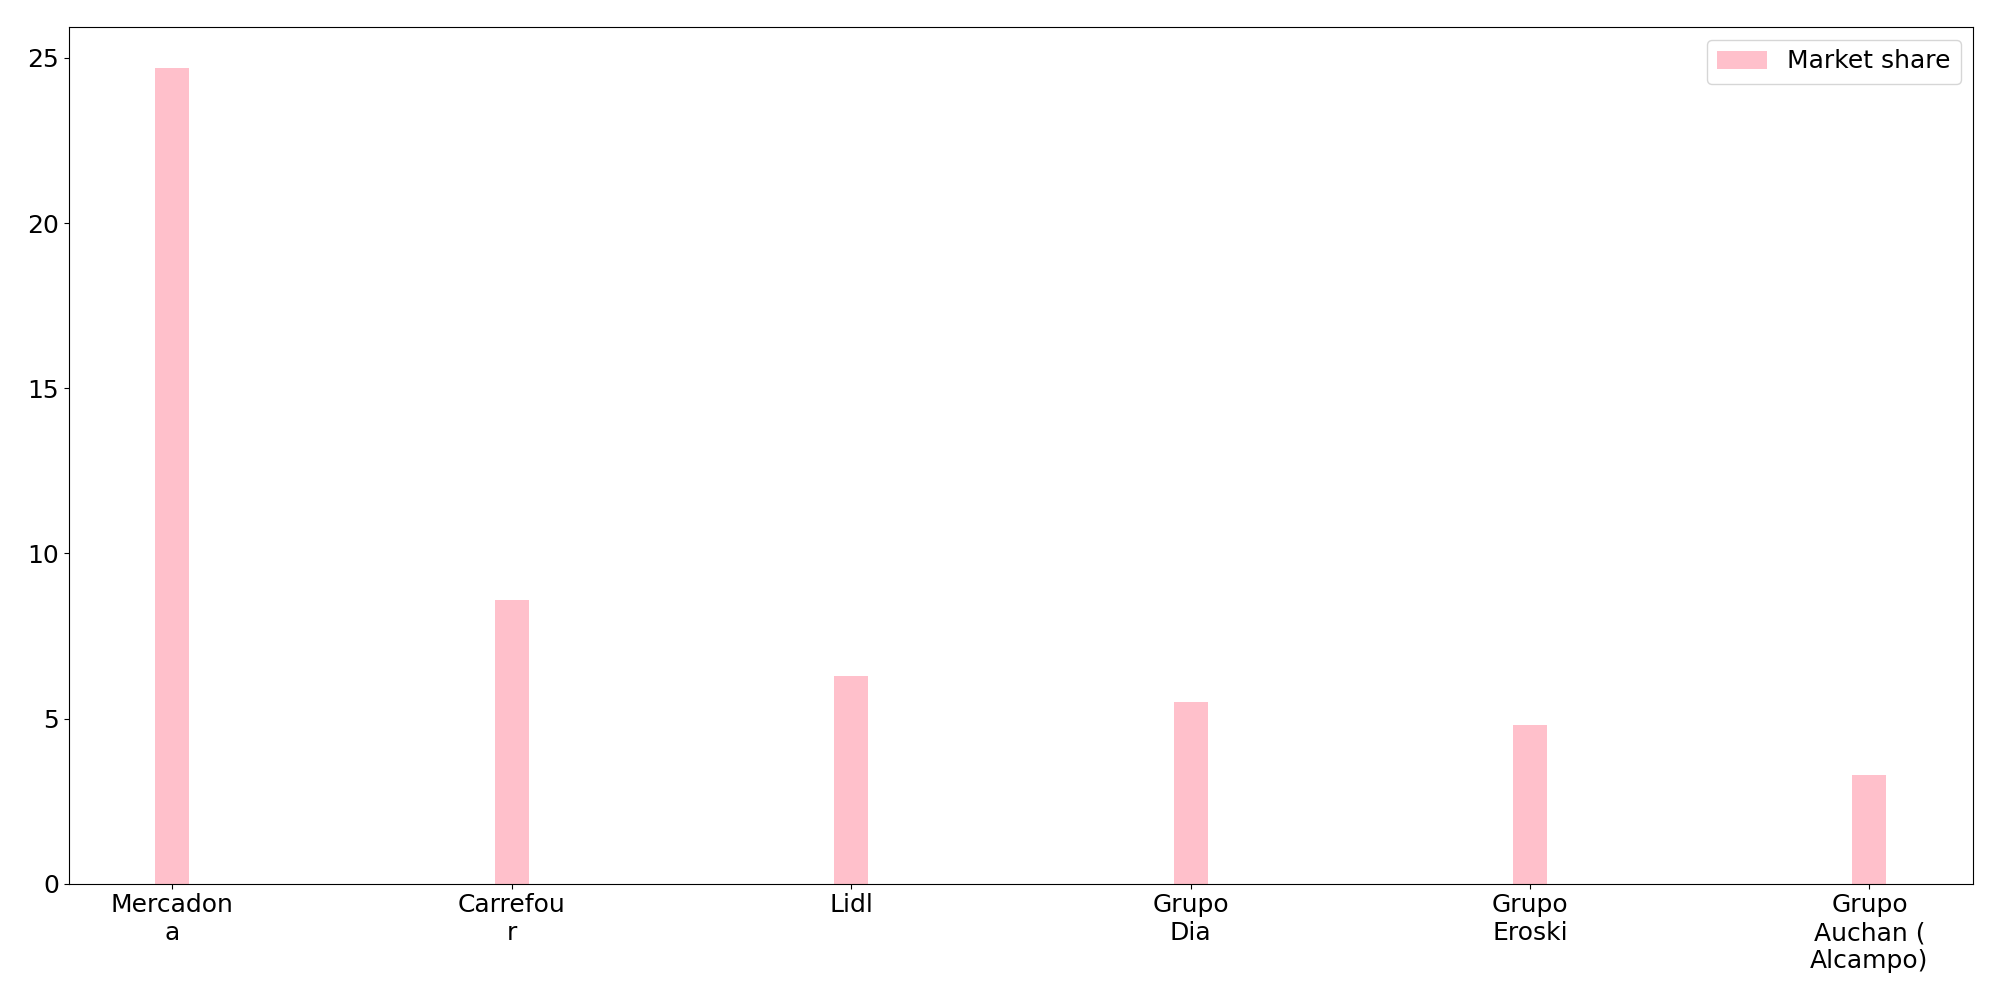 25
20
15
10
5
0
Market share
Mercadon
a
Carrefou
r
Lidl
Grupo
Dia
Grupo
Eroski
Grupo
Auchan (
Alcampo)